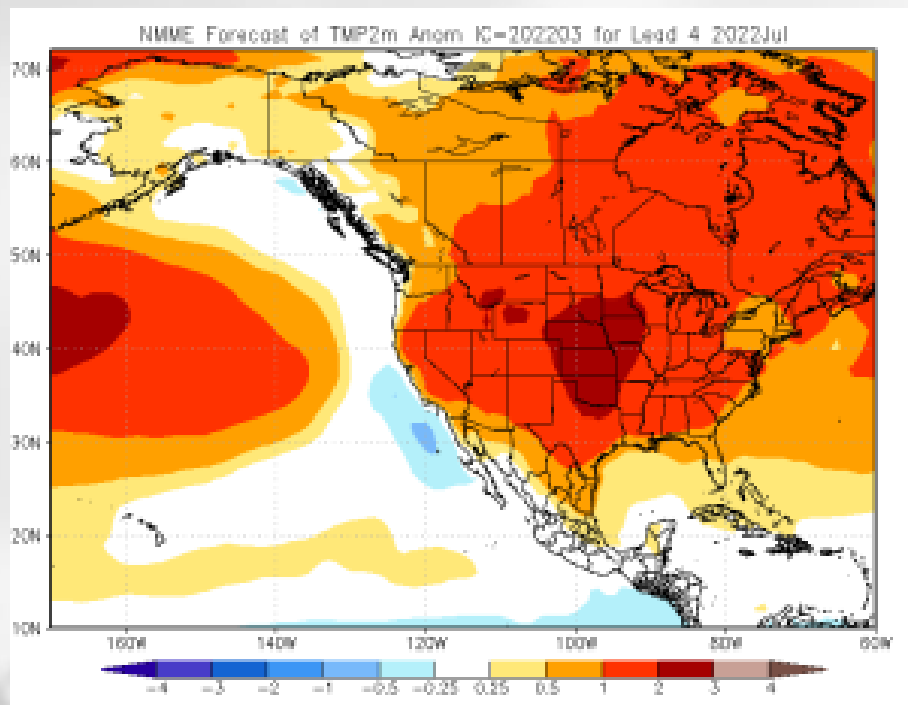 NMME Forecast of TMP2m Anom IC=202203 for Lead 4 2022Jul
70N
60N
50N
40N
30N
20N
10N
160W 140W 120W 100W 80W 60W
-4 -3 -2 -1 -0.5 -0.25 0.25 0.5 1 2 3 4